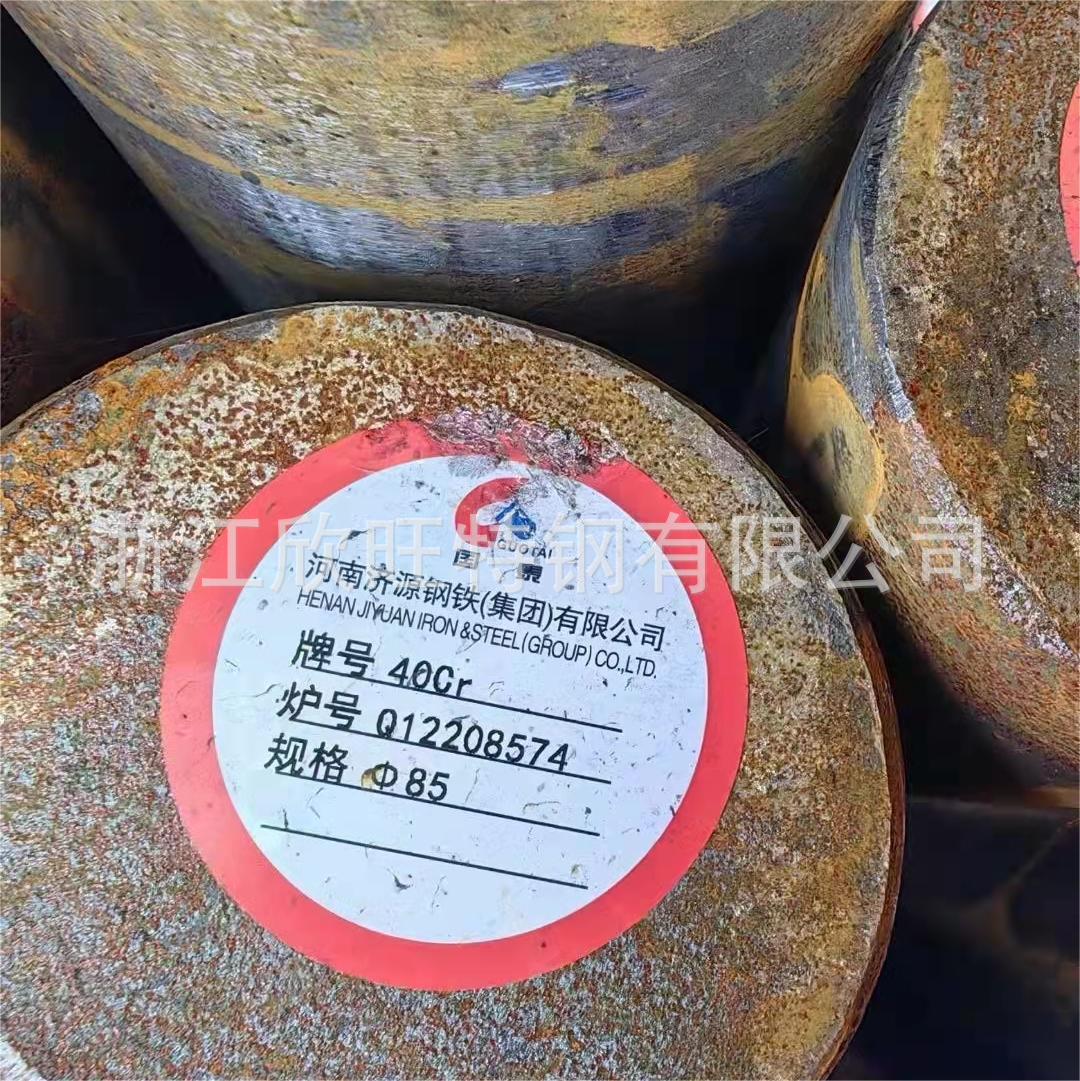 GUOTAI
国泰
浙江欣旺特钢有限公司
河南济源钢铁(集团)有限公司
HENAN JIYUAN IRON &STEEL(GROUP) CO.,LTD.
牌号 40Cr
炉号 Q12208574
规格 Φ85